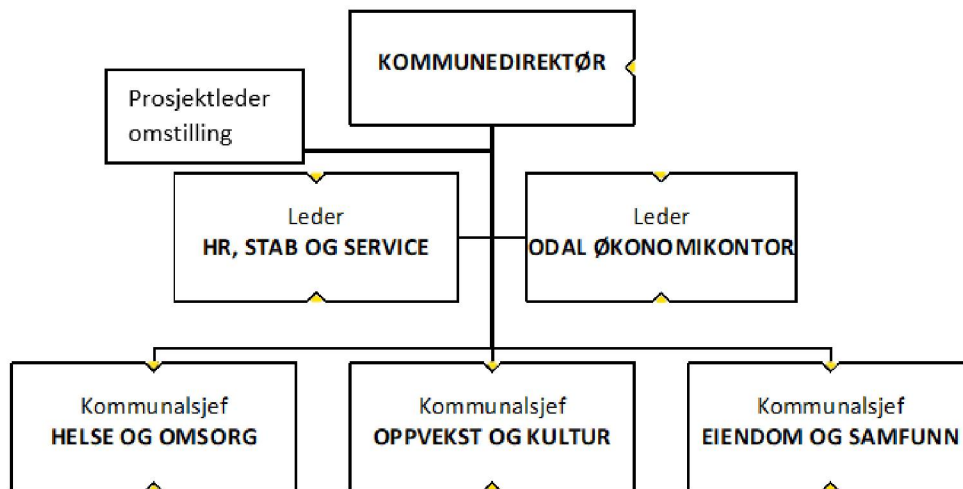 KOMMUNEDIREKTØR
Prosjektleder
omstilling
Leder
HR, STAB OG SERVICE
Leder
ODAL ØKONOMIKONTOR
Kommunalsjef
HELSE OG OMSORG
Kommunalsjef
OPPVEKST OG KULTUR
Kommunalsjef
EIENDOM OG SAMFUNN